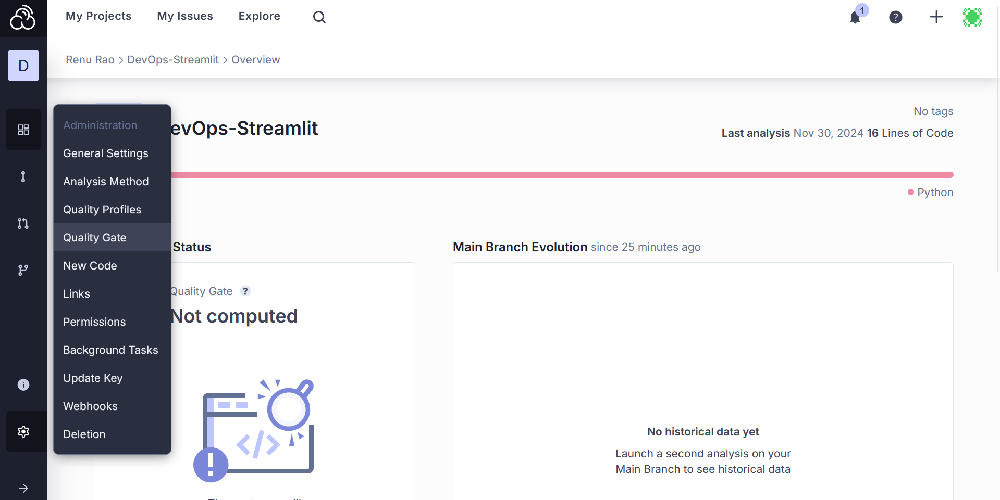 My Projects
My Issues
Explore
1
?
D
Renu Rao > DevOps-Streamlit > Overview
Administration
General Settings
Analysis Method
Quality Profiles
Quality Gate
New Code
Links
Permissions
Background Tasks
Update Key
Webhooks
Deletion
evOps-Streamlit
No tags
Last analysis Nov 30, 2024 16 Lines of Code
Python
Status
Quality Gate ?
Not computed
Main Branch Evolution since 25 minutes ago
No historical data yet
Launch a second analysis on your
Main Branch to see historical data